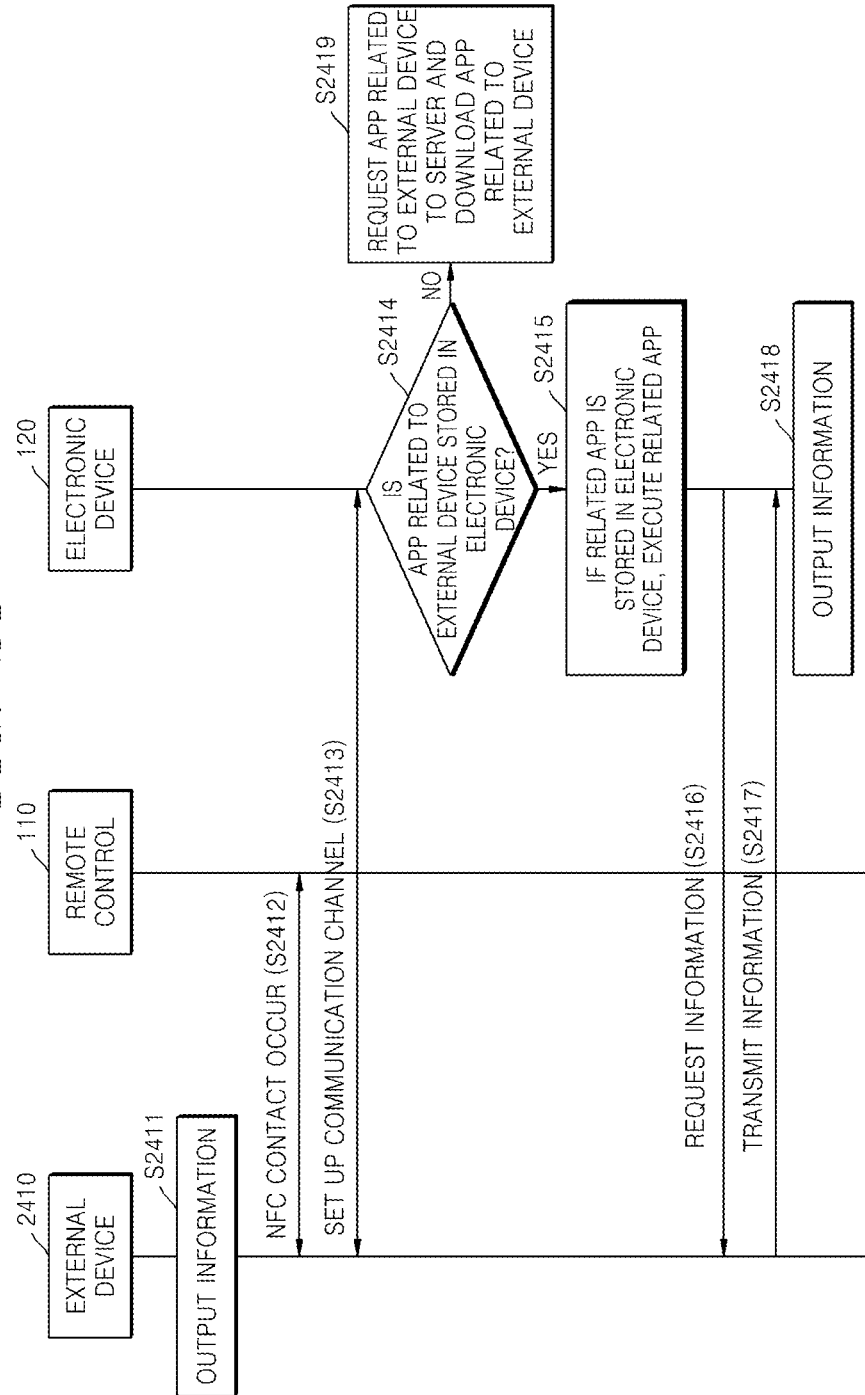 2410
EXTERNAL
DEVICE
110
REMOTE
CONTROL
120
ELECTRONIC
DEVICE
S2411
OUTPUT INFORMATION
NFC CONTACT OCCUR (S2412)
SET UP COMMUNICATION CHANNEL (S2413)
S2414
IS
APP RELATED TO
EXTERNAL DEVICE STORED IN
ELECTRONIC
DEVICE?
NO
S2419
REQUEST APP RELATED
TO EXTERNAL DEVICE
TO SERVER AND
DOWNLOAD APP
RELATED TO
EXTERNAL DEVICE
YES
S2415
IF RELATED APP IS
STORED IN ELECTRONIC
DEVICE, EXECUTE RELATED APP
REQUEST INFORMATION (S2416)
TRANSMIT INFORMATION (S2417)
S2418
OUTPUT INFORMATION